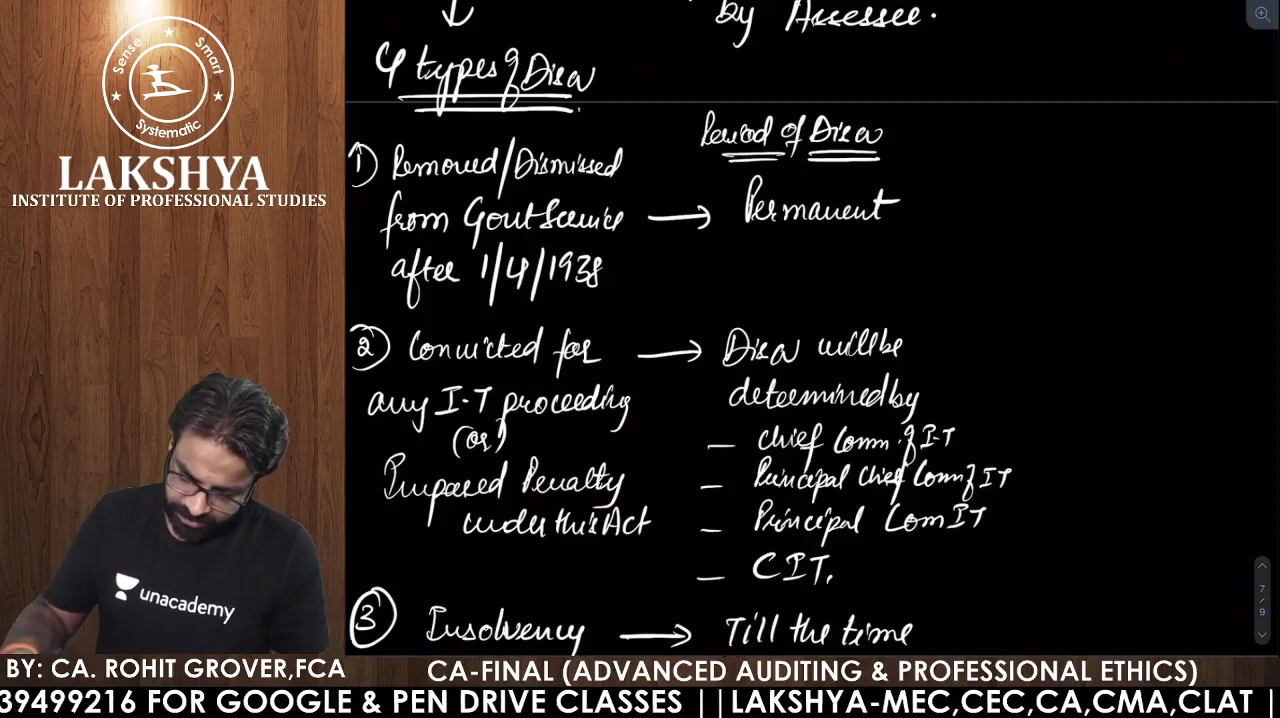 Sense
Smart
Systematic
LAKSHYA
INSTITUTE OF PROFESSIONAL STUDIES
unacademy
by Assessee.
4 types of Disq
Period of Disq
1) Removed/Dismissed
from Govt Service → Permanent
after 1/4/1938
2) Convicted for → Disq will be
any I-T proceeding determined by
(or) — Chief Comm. of I-T
Imposed Penalty — Principal Chief Comm of IT
under this Act — Principal Com IT
— CIT.
3) Insolvency → Till the time
7 / 9
BY: CA. ROHIT GROVER,FCA CA-FINAL (ADVANCED AUDITING & PROFESSIONAL ETHICS)
39499216 FOR GOOGLE & PEN DRIVE CLASSES ||LAKSHYA-MEC,CEC,CA,CMA,CLAT |